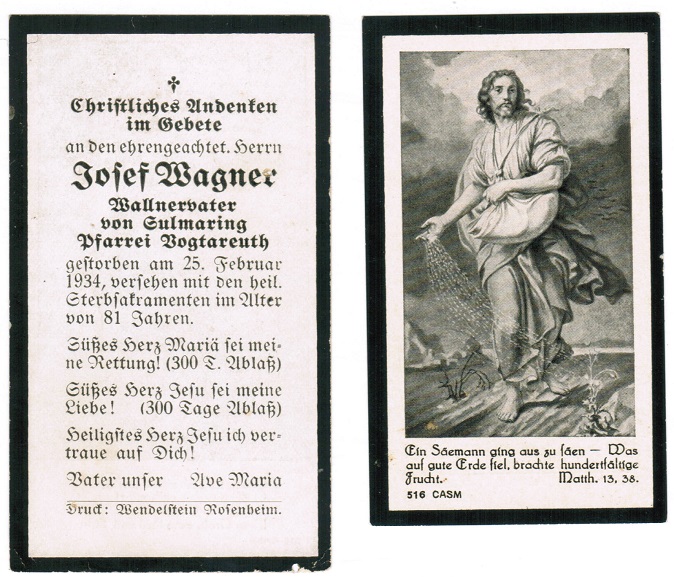 ✝
Christliches Andenken
im Gebete
an den ehrengeachtet. Herrn
Josef Wagner
Wallnervater
von Sulmaring
Pfarrei Vogtareuth
gestorben am 25. Februar
1934, versehen mit den heil.
Sterbsakramenten im Alter
von 81 Jahren.
Süßes Herz Mariä sei mei-
ne Rettung! (300 T. Ablaß)
Süßes Herz Jesu sei meine
Liebe! (300 Tage Ablaß)
Heiligstes Herz Jesu ich ver-
traue auf Dich!
Vater unser Ave Maria
Druck: Wendelstein Rosenheim.
Ein Säemann ging aus zu säen — Was
auf gute Erde fiel, brachte hundertfältige
Frucht. Matth. 13, 38.
516 CASM